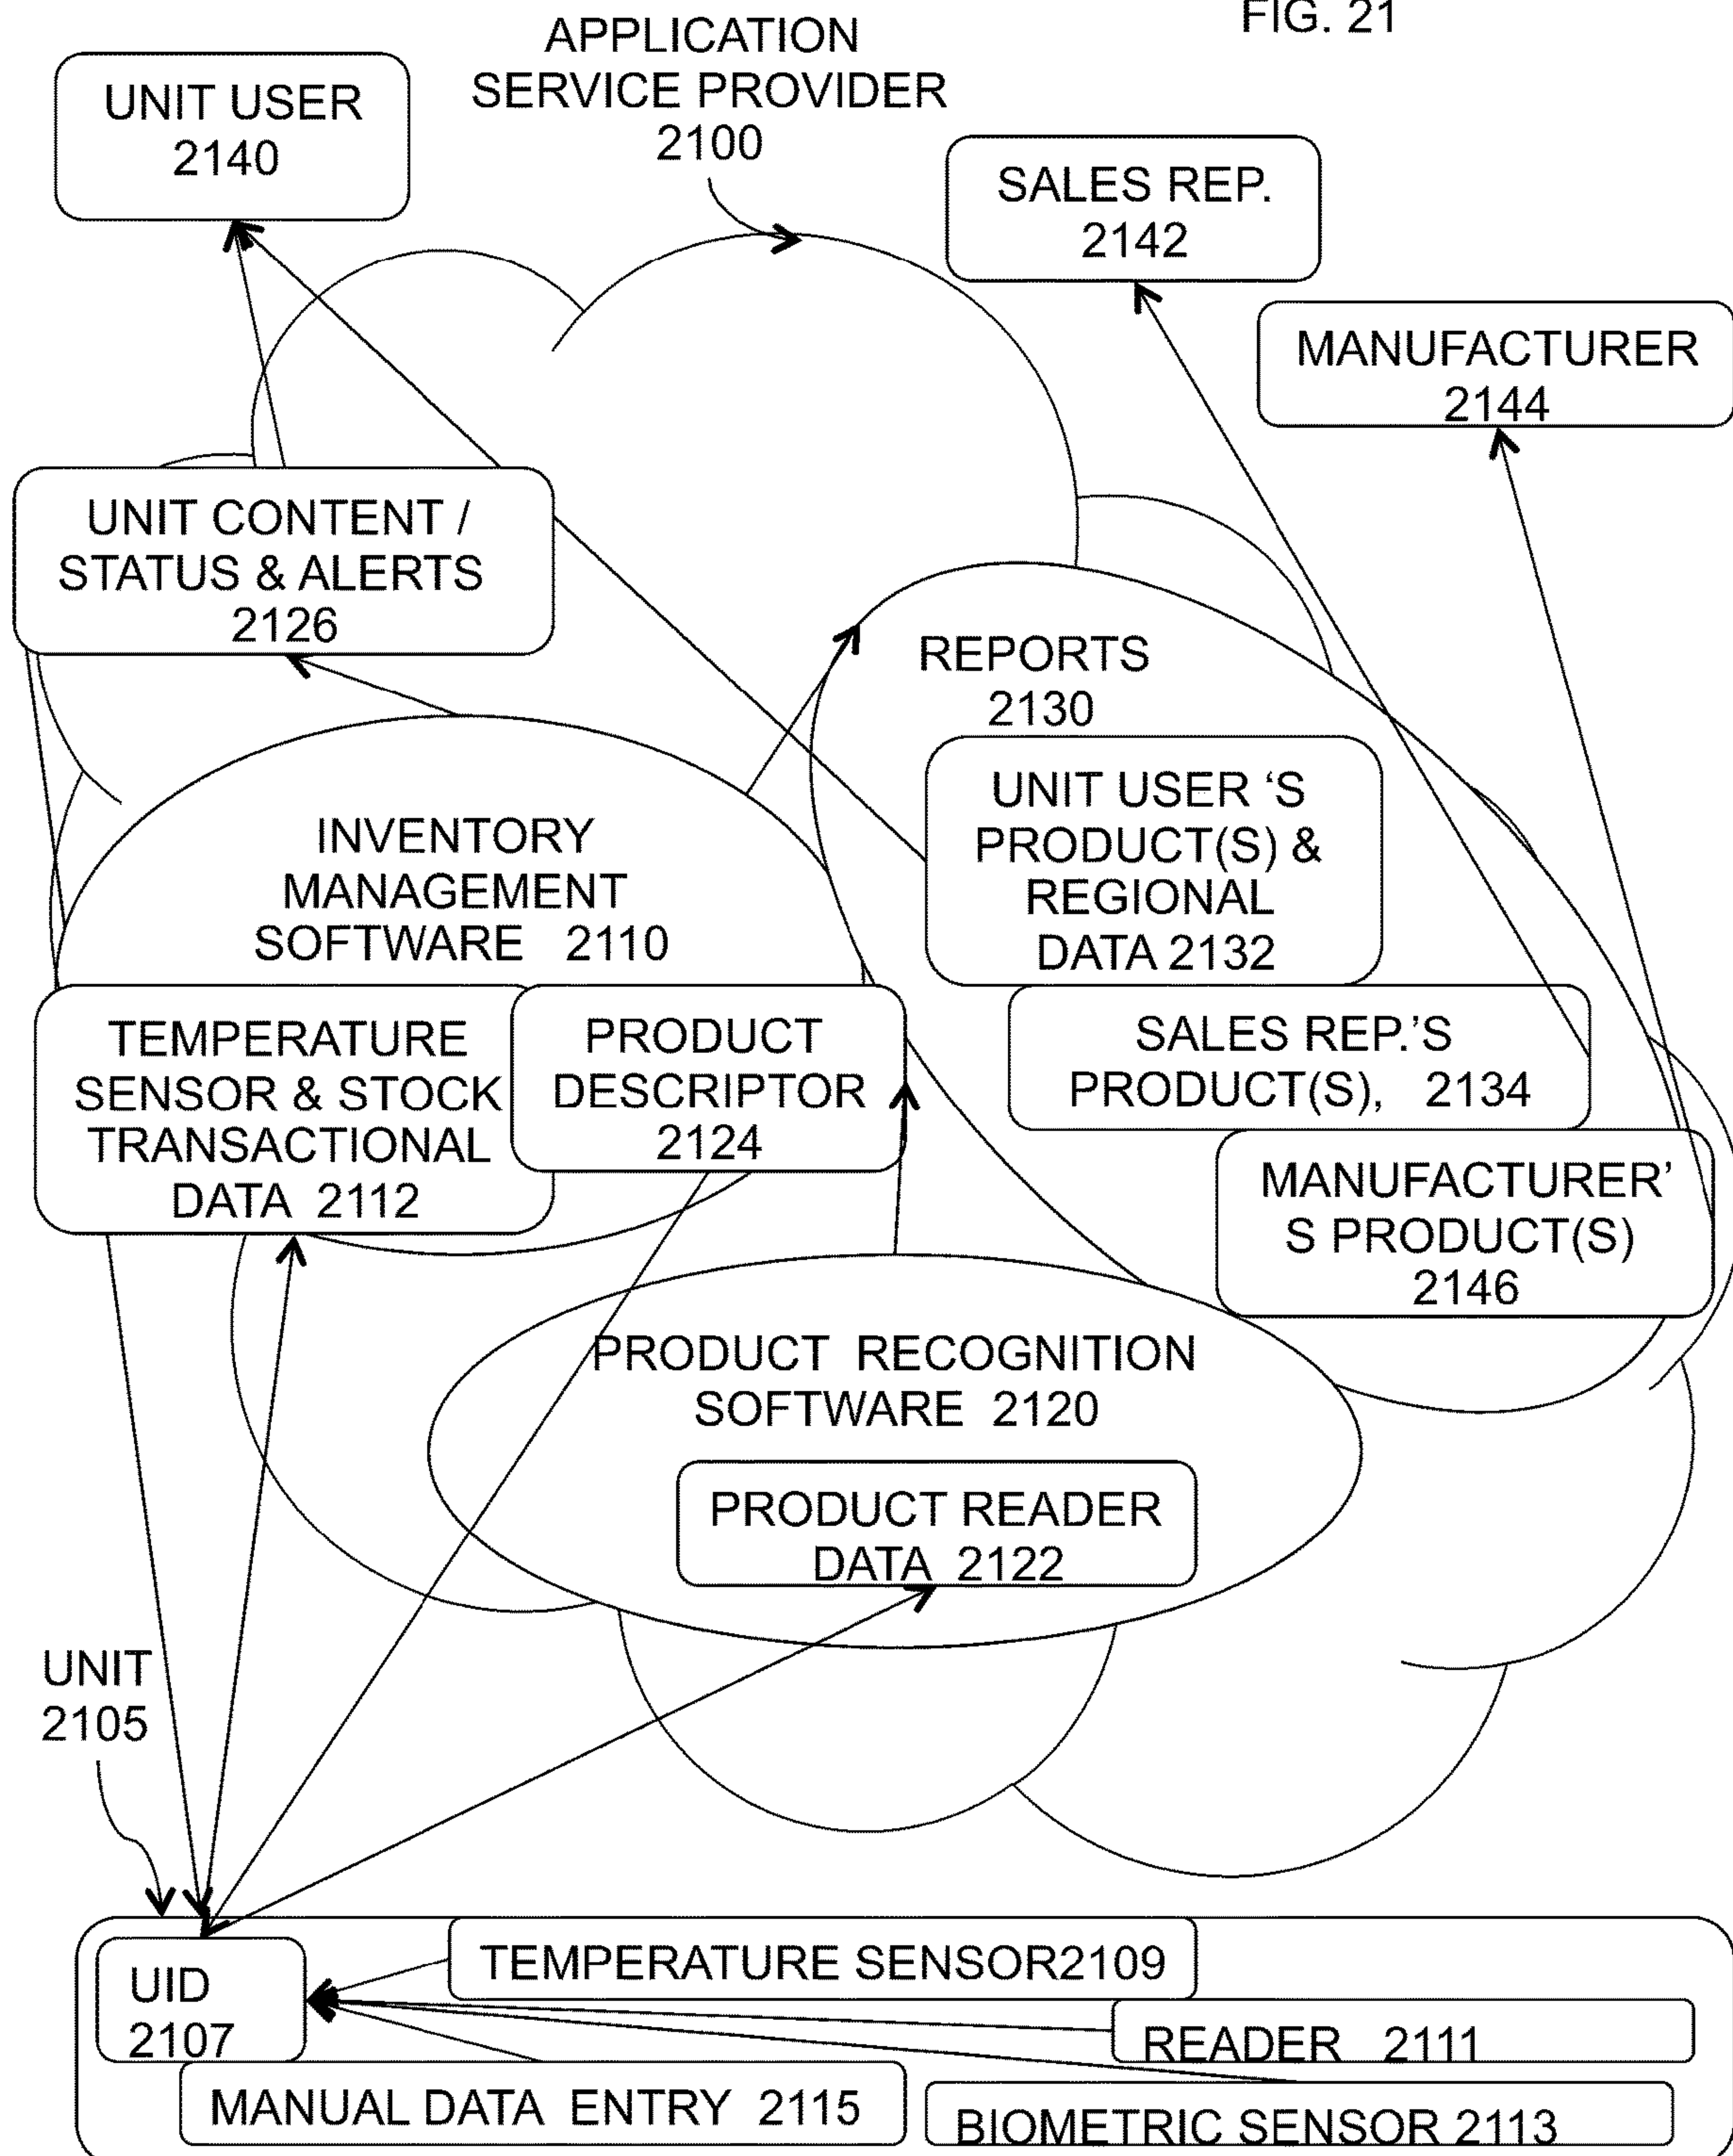 FIG. 21
APPLICATION
SERVICE PROVIDER
2100
UNIT USER
2140
SALES REP.
2142
MANUFACTURER
2144
UNIT CONTENT /
STATUS & ALERTS
2126
REPORTS
2130
UNIT USER ‘S
PRODUCT(S) &
REGIONAL
DATA 2132
INVENTORY
MANAGEMENT
SOFTWARE 2110
TEMPERATURE
SENSOR & STOCK
TRANSACTIONAL
DATA 2112
PRODUCT
DESCRIPTOR
2124
SALES REP.’S
PRODUCT(S), 2134
MANUFACTURER’
S PRODUCT(S)
2146
PRODUCT RECOGNITION
SOFTWARE 2120
PRODUCT READER
DATA 2122
UNIT
2105
UID
2107
TEMPERATURE SENSOR2109
READER 2111
MANUAL DATA ENTRY 2115
BIOMETRIC SENSOR 2113